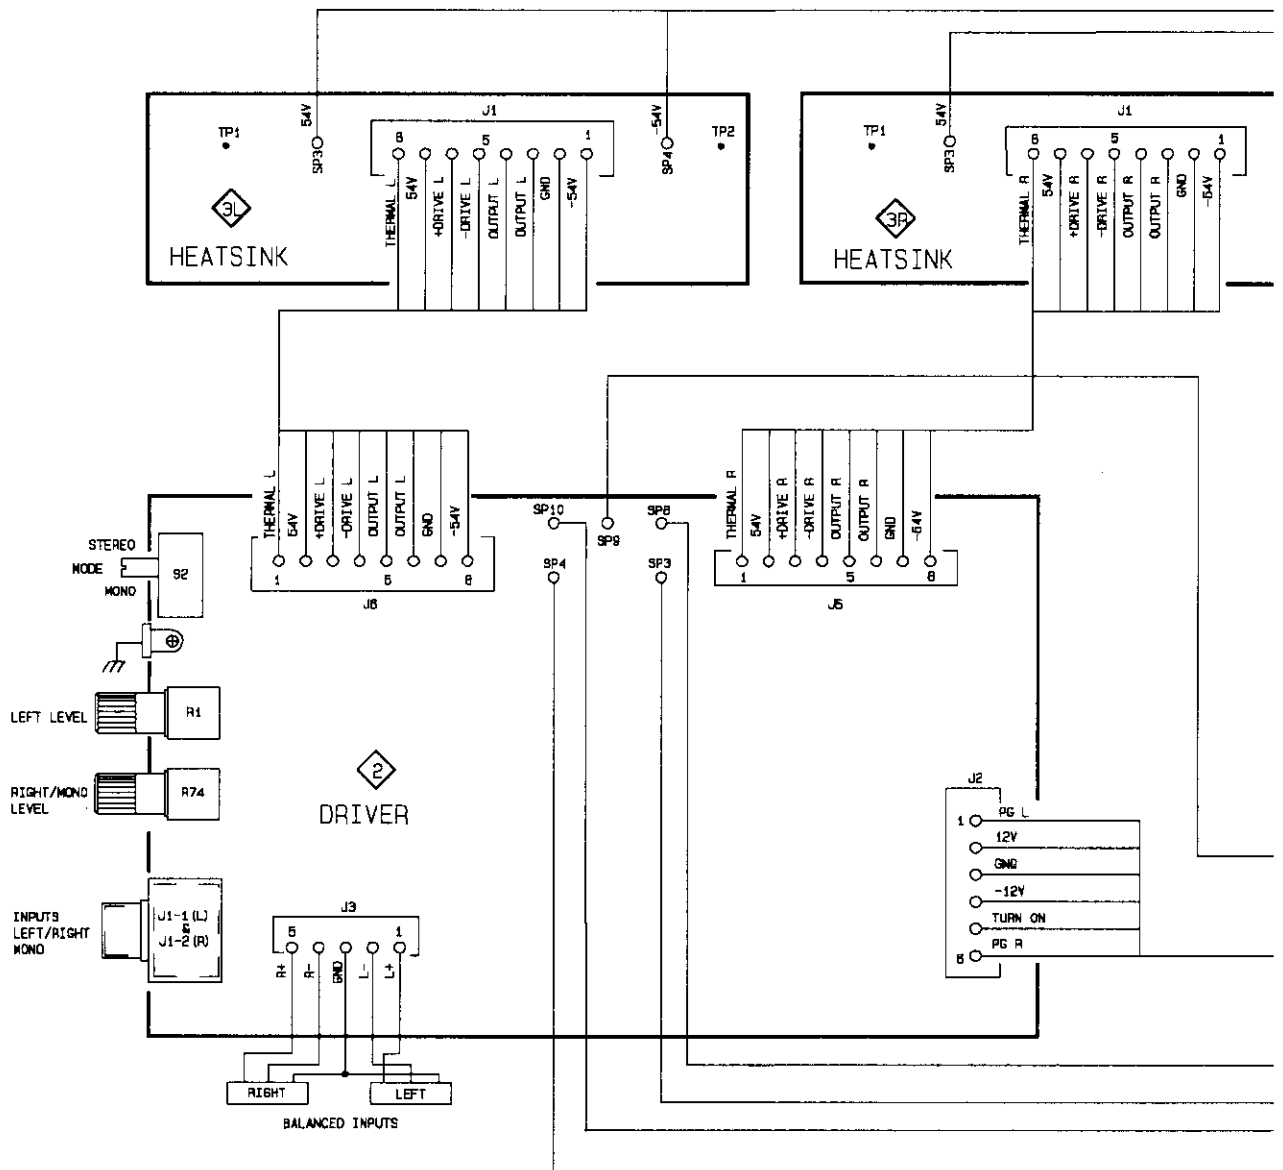 54V
J1
-54V
TP1
SP3
8
5
1
SP4
TP2
THERMAL L
54V
+DRIVE L
-DRIVE L
OUTPUT L
OUTPUT L
GND
-54V
3L
HEATSINK
54V
J1
TP1
SP3
8
5
1
THERMAL R
54V
+DRIVE R
-DRIVE R
OUTPUT R
OUTPUT R
GND
-54V
3R
HEATSINK
THERMAL L
54V
+DRIVE L
-DRIVE L
OUTPUT L
OUTPUT L
GND
-54V
1
5
8
J6
SP10
SP9
SP8
SP4
SP3
THERMAL R
54V
+DRIVE R
-DRIVE R
OUTPUT R
OUTPUT R
GND
-54V
1
5
8
J5
STEREO
MODE
MONO
S2
LEFT LEVEL
R1
RIGHT/MONO
LEVEL
R74
2
DRIVER
J2
1
PG L
12V
GND
-12V
TURN ON
PG R
6
INPUTS
LEFT/RIGHT
MONO
J1-1(L)
J1-2(R)
J3
5
1
R+
R-
GND
L-
L+
RIGHT
LEFT
BALANCED INPUTS